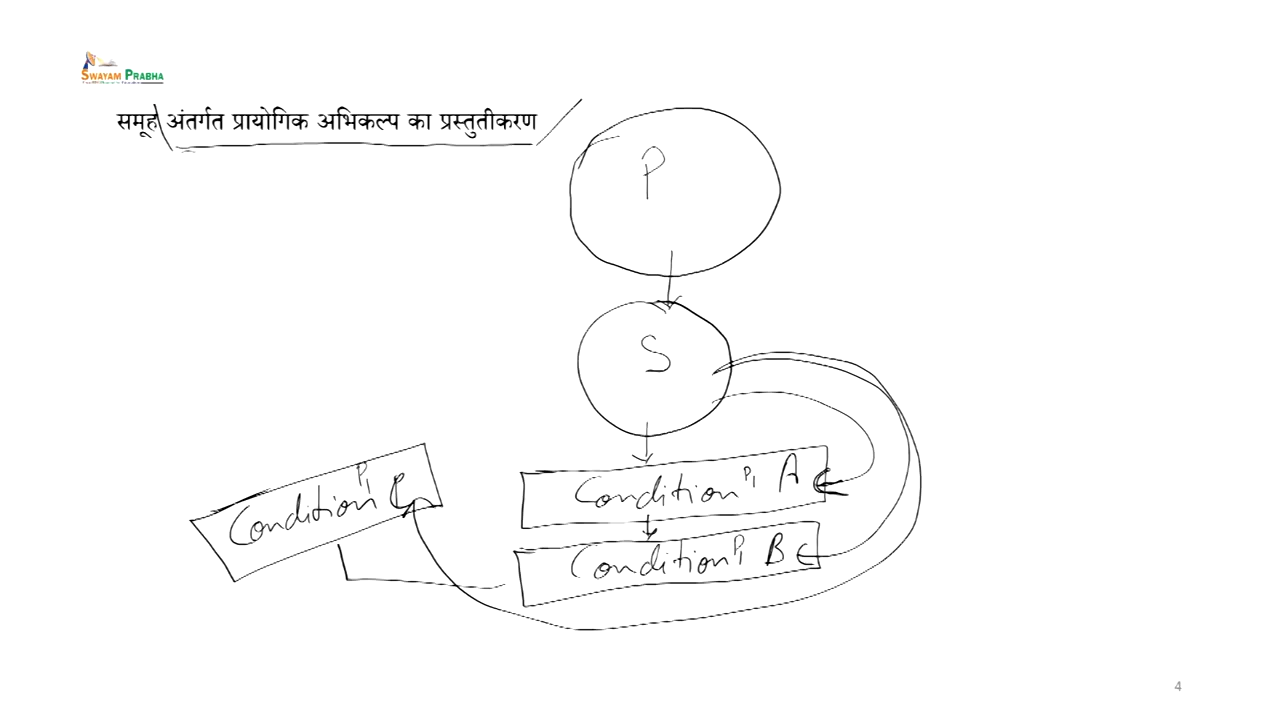 SWAYAM PRABHA
समूह अंतर्गत प्रायोगिक अभिकल्प का प्रस्तुतीकरण
P
S
Condition P1 A
Condition P1 C
Condition P1 B
4